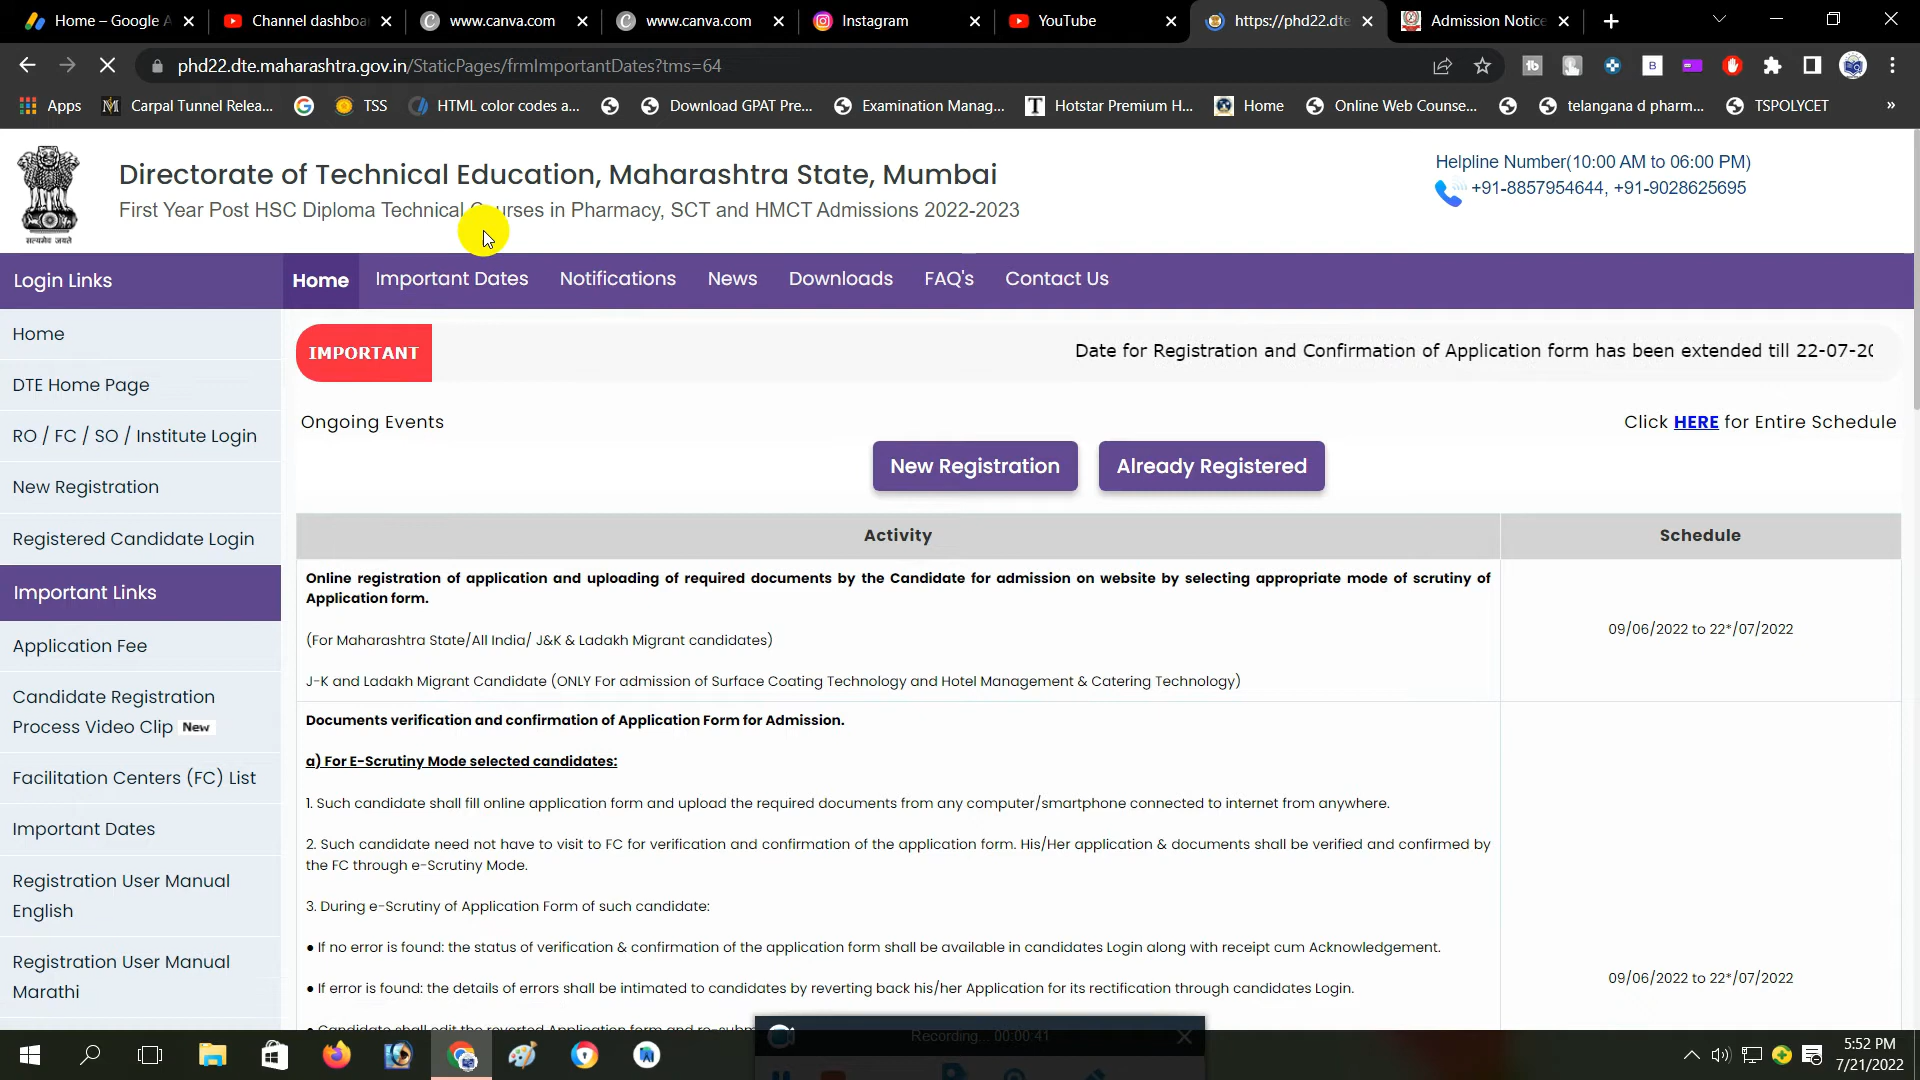 Home – Google A
Channel dashboa
www.canva.com
www.canva.com
Instagram
YouTube
https://phd22.dte
Admission Notice
phd22.dte.maharashtra.gov.in/StaticPages/frmImportantDates?tms=64
Apps
Carpal Tunnel Relea...
TSS
HTML color codes a...
Download GPAT Pre...
Examination Manag...
Hotstar Premium H...
Home
Online Web Counse...
telangana d pharm...
TSPOLYCET
»
सत्यमेव जयते
Directorate of Technical Education, Maharashtra State, Mumbai
First Year Post HSC Diploma Technical Courses in Pharmacy, SCT and HMCT Admissions 2022-2023
Helpline Number(10:00 AM to 06:00 PM)
+91-8857954644, +91-9028625695
Login Links
Home Important Dates Notifications News Downloads FAQ's Contact Us
Home
DTE Home Page
RO / FC / SO / Institute Login
New Registration
Registered Candidate Login
Important Links
Application Fee
Candidate Registration
Process Video Clip New
Facilitation Centers (FC) List
Important Dates
Registration User Manual
English
Registration User Manual
Marathi
IMPORTANT
Date for Registration and Confirmation of Application form has been extended till 22-07-20
Ongoing Events
Click HERE for Entire Schedule
New Registration
Already Registered
Activity
Schedule
Online registration of application and uploading of required documents by the Candidate for admission on website by selecting appropriate mode of scrutiny of
Application form.
(For Maharashtra State/All India/ J&K & Ladakh Migrant candidates)
J-K and Ladakh Migrant Candidate (ONLY For admission of Surface Coating Technology and Hotel Management & Catering Technology)
09/06/2022 to 22*/07/2022
Documents verification and confirmation of Application Form for Admission.
a) For E-Scrutiny Mode selected candidates:
1. Such candidate shall fill online application form and upload the required documents from any computer/smartphone connected to internet from anywhere.
2. Such candidate need not have to visit to FC for verification and confirmation of the application form. His/Her application & documents shall be verified and confirmed by
the FC through e-Scrutiny Mode.
3. During e-Scrutiny of Application Form of such candidate:
● If no error is found: the status of verification & confirmation of the application form shall be available in candidates Login along with receipt cum Acknowledgement.
● If error is found: the details of errors shall be intimated to candidates by reverting back his/her Application for its rectification through candidates Login.
● Candidate shall edit the reverted Application form and re-subm
09/06/2022 to 22*/07/2022
Recording... 00:00:41
5:52 PM
7/21/2022